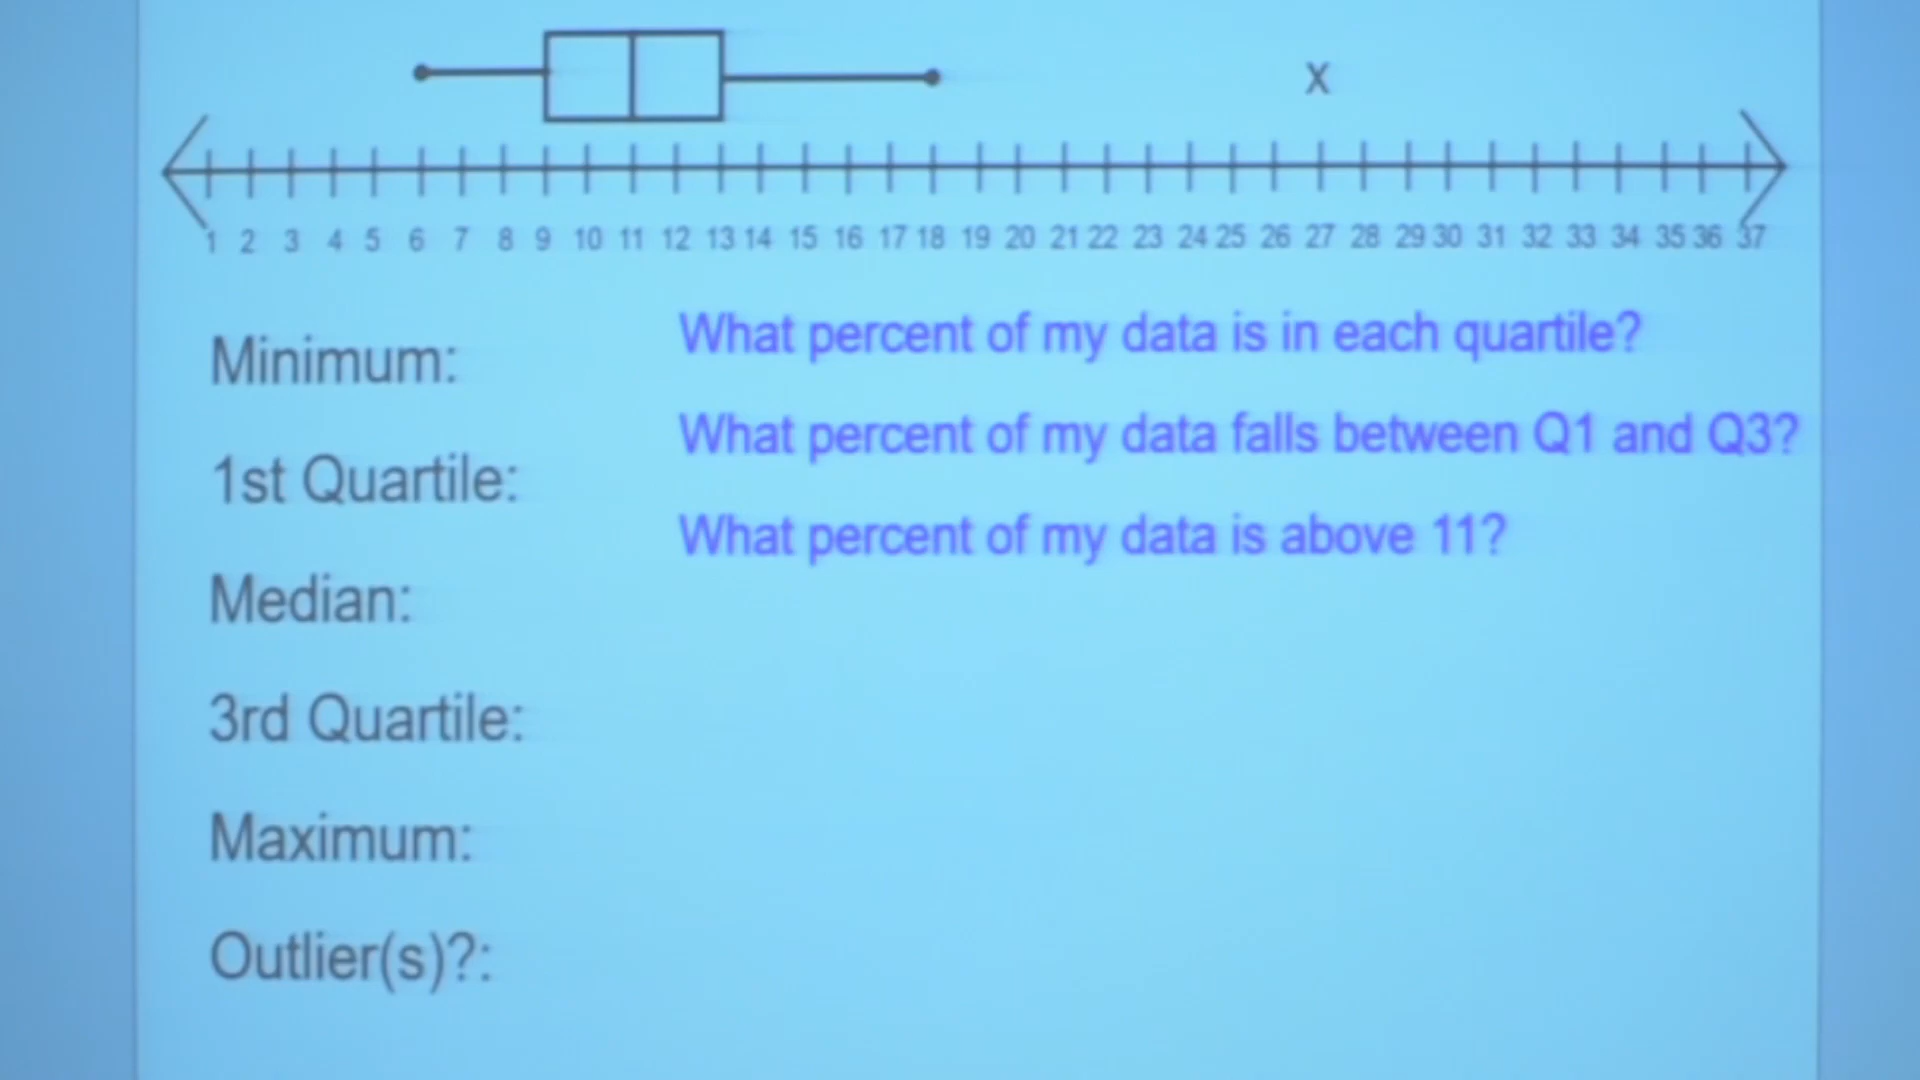 X
1 2 3 4 5 6 7 8 9 10 11 12 13 14 15 16 17 18 19 20 21 22 23 24 25 26 27 28 29 30 31 32 33 34 35 36 37
Minimum:
What percent of my data is in each quartile?
What percent of my data falls between Q1 and Q3?
1st Quartile:
What percent of my data is above 11?
Median:
3rd Quartile:
Maximum:
Outlier(s)?: